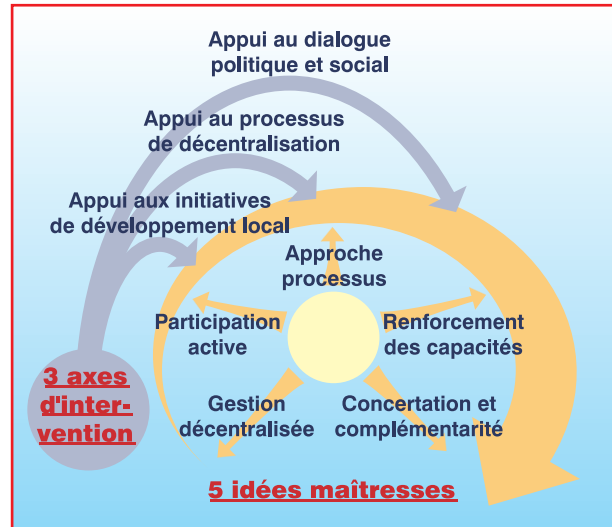 Appui au dialogue
politique et social
Appui au processus
de décentralisation
Appui aux initiatives
de développement local
Approche
processus
Participation
active
Renforcement
des capacités
Gestion
décentralisée
Concertation et
complémentarité
3 axes
d'inter-
vention
5 idées maîtresses